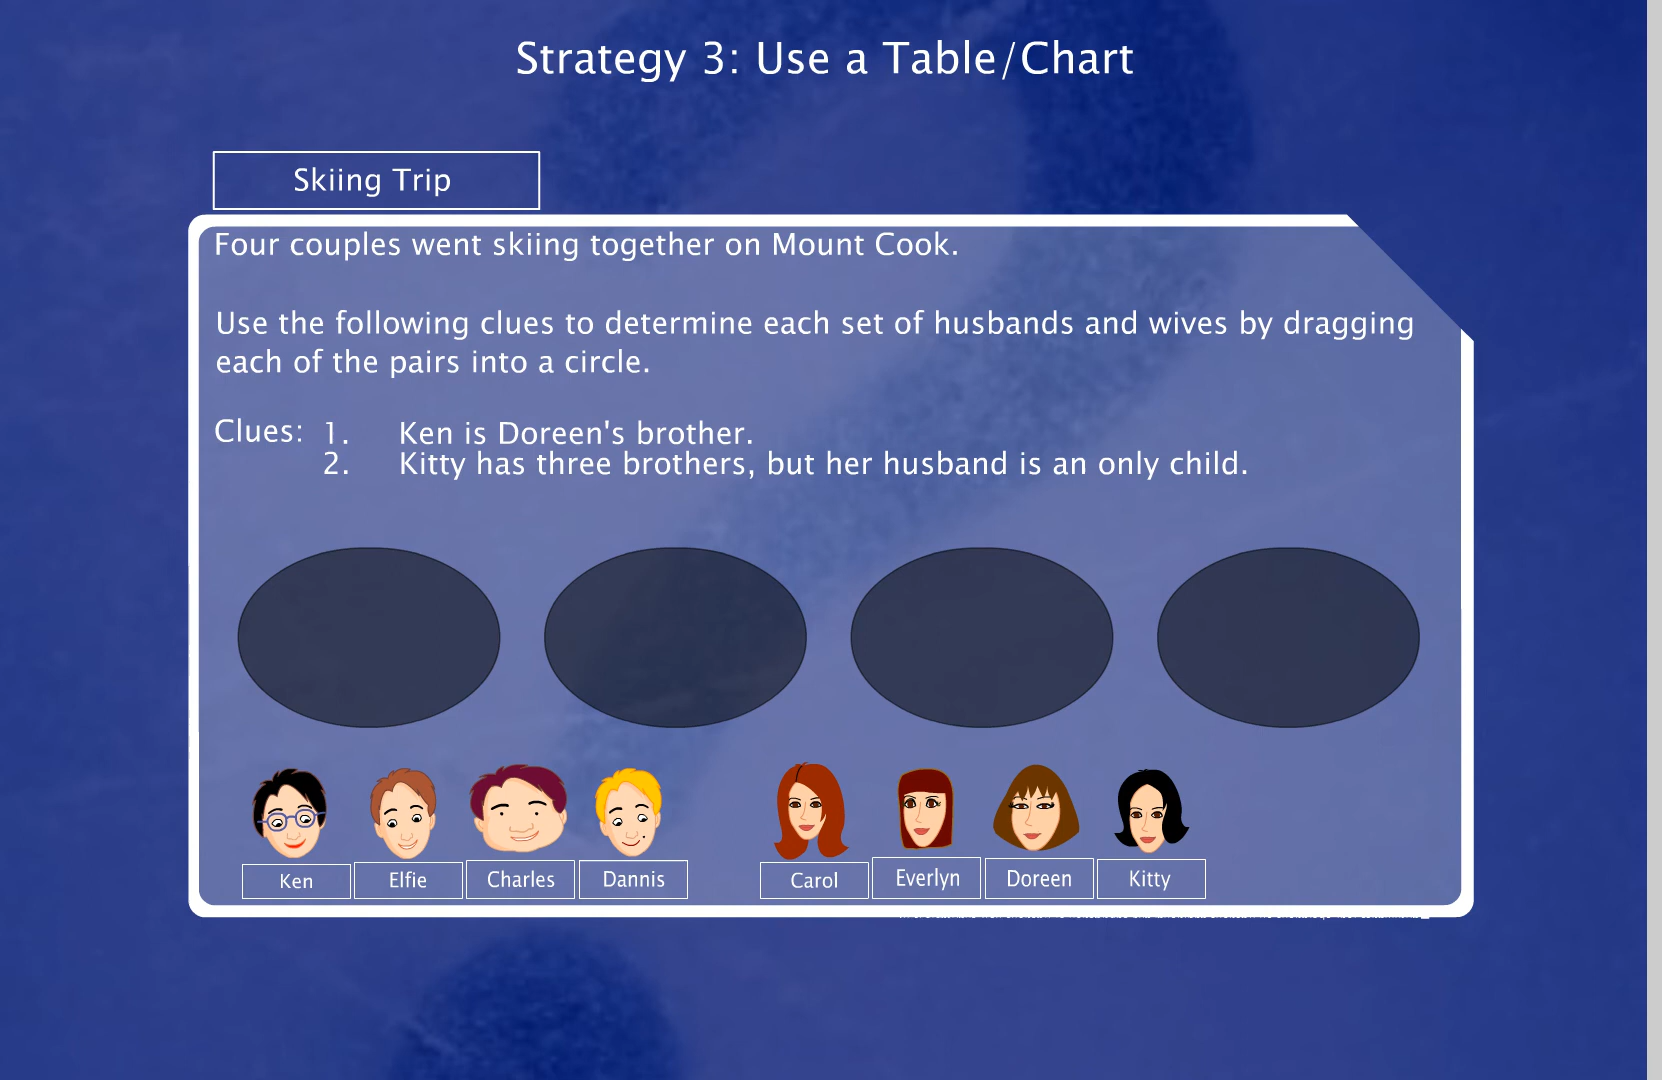 Strategy 3: Use a Table/Chart
Skiing Trip
Four couples went skiing together on Mount Cook.
Use the following clues to determine each set of husbands and wives by dragging
each of the pairs into a circle.
Clues: 1. Ken is Doreen's brother.
2. Kitty has three brothers, but her husband is an only child.
Ken Elfie Charles Dannis Carol Everlyn Doreen Kitty